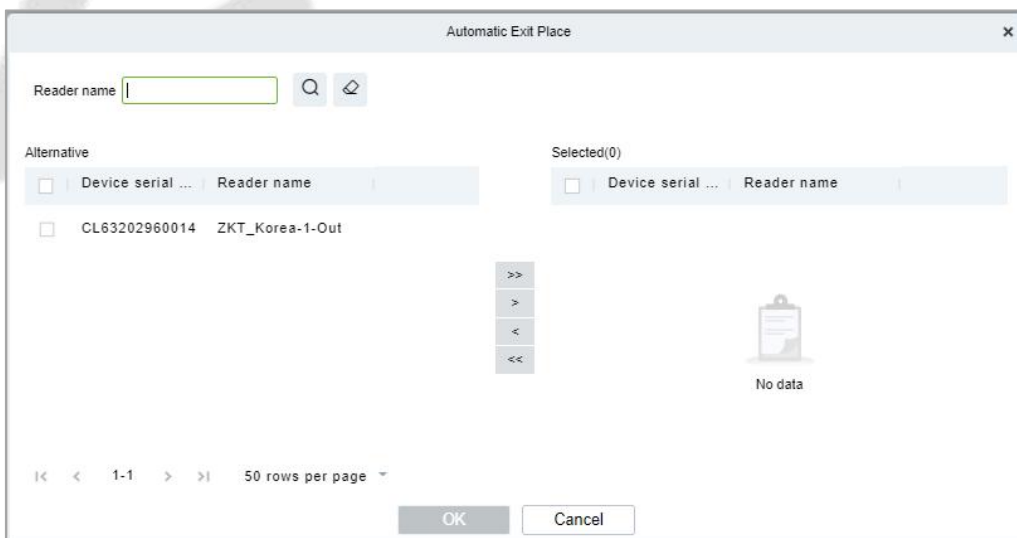 Automatic Exit Place ×
Reader name
Alternative
Device serial ... Reader name
CL63202960014 ZKT_Korea-1-Out
>>
>
<
<<
Selected(0)
Device serial ... Reader name
No data
|< < 1-1 > >| 50 rows per page
OK Cancel